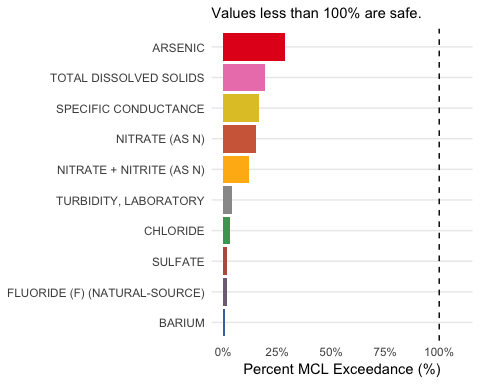 Values less than 100% are safe.
ARSENIC
TOTAL DISSOLVED SOLIDS
SPECIFIC CONDUCTANCE
NITRATE (AS N)
NITRATE + NITRITE (AS N)
TURBIDITY, LABORATORY
CHLORIDE
SULFATE
FLUORIDE (F) (NATURAL-SOURCE)
BARIUM
0% 25% 50% 75% 100%
Percent MCL Exceedance (%)